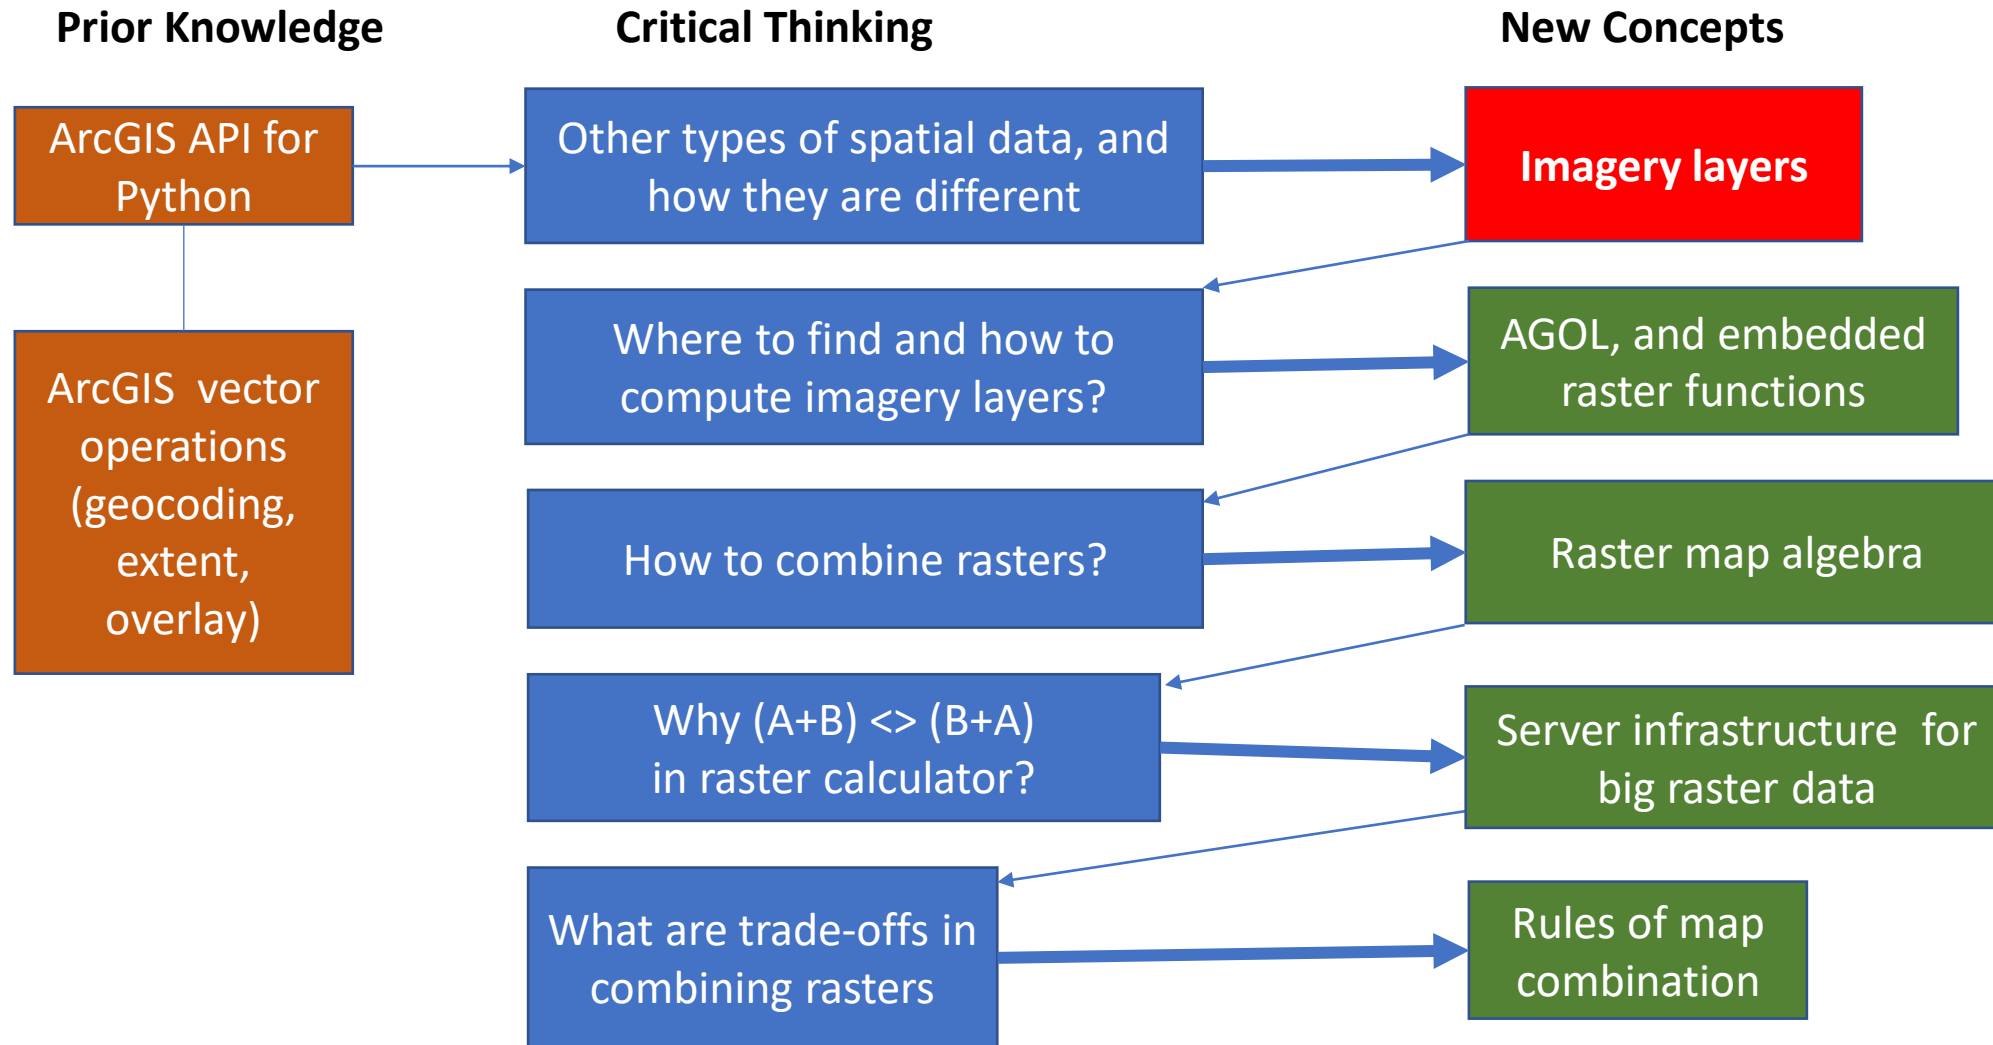 Prior Knowledge
Critical Thinking
New Concepts
ArcGIS API for
Python
Other types of spatial data, and
how they are different
Imagery layers
ArcGIS  vector
operations
(geocoding,
extent,
overlay)
Where to find and how to
compute imagery layers?
AGOL, and embedded
raster functions
How to combine rasters?
Raster map algebra
Why (A+B) <> (B+A)
in raster calculator?
Server infrastructure  for
big raster data
What are trade-offs in
combining rasters
Rules of map
combination